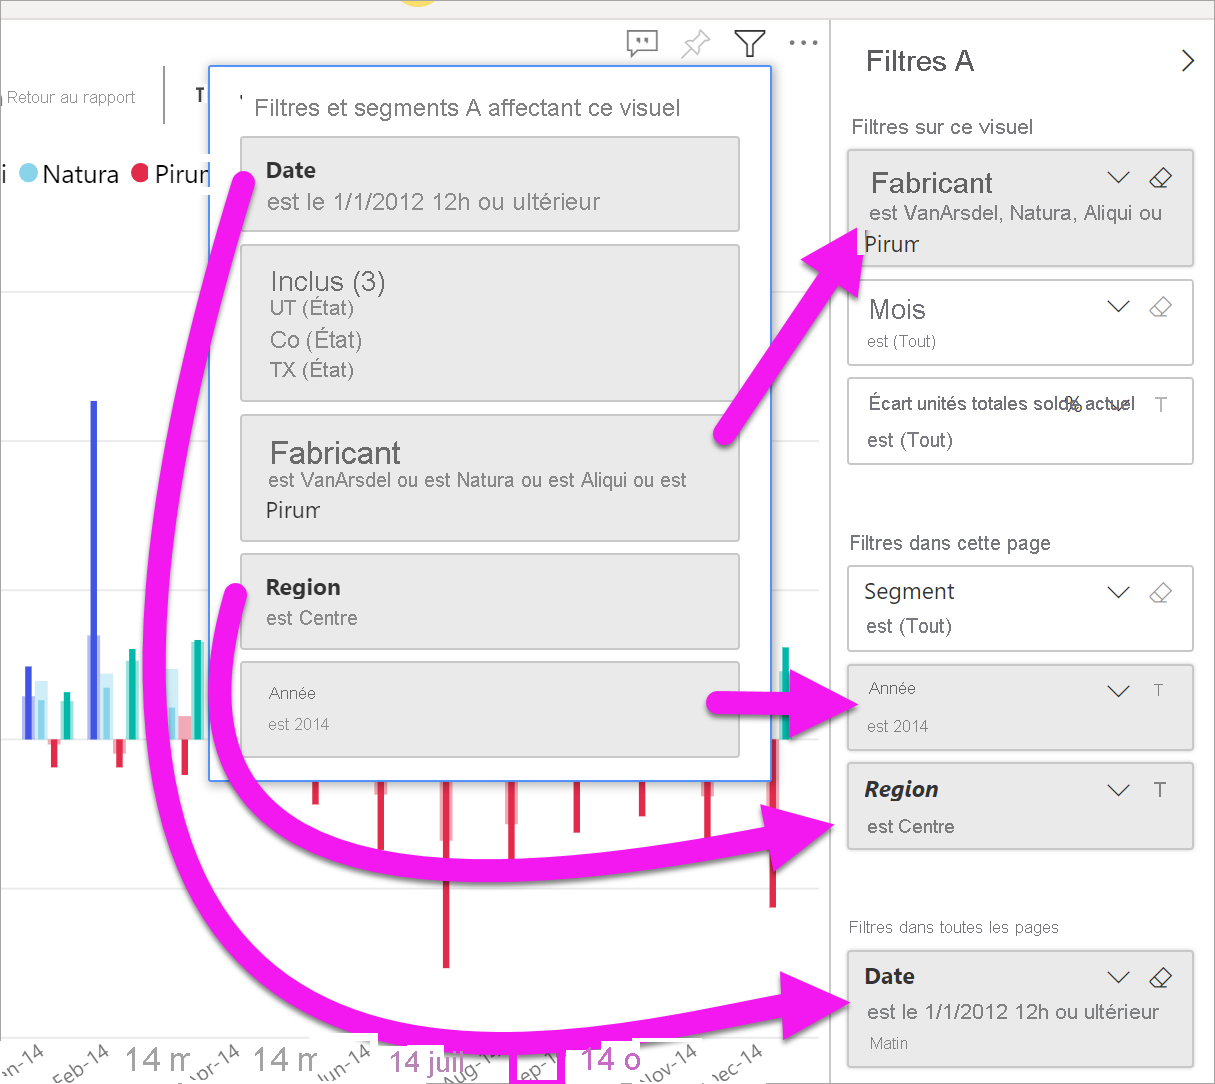 Retour au rapport
T
i Natura Pirum
Filtres et segments A affectant ce visuel
Date
est le 1/1/2012 12h ou ultérieur
Inclus (3)
UT (État)
Co (État)
TX (État)
Fabricant
est VanArsdel ou est Natura ou est Aliqui ou est
Pirum
Region
est Centre
Année
est 2014
Filtres A
Filtres sur ce visuel
Fabricant
est VanArsdel, Natura, Aliqui ou
Pirum
Mois
est (Tout)
Écart unités totales solde actuel
%
T
est (Tout)
Filtres dans cette page
Segment
est (Tout)
Année
T
est 2014
Region
T
est Centre
Filtres dans toutes les pages
Date
est le 1/1/2012 12h ou ultérieur
Matin
an-14
Feb-14
14 m
pr-14
14 m
Jun-14
14 juil
Aug-14
ep-
14 o
Nov-14
Dec-14